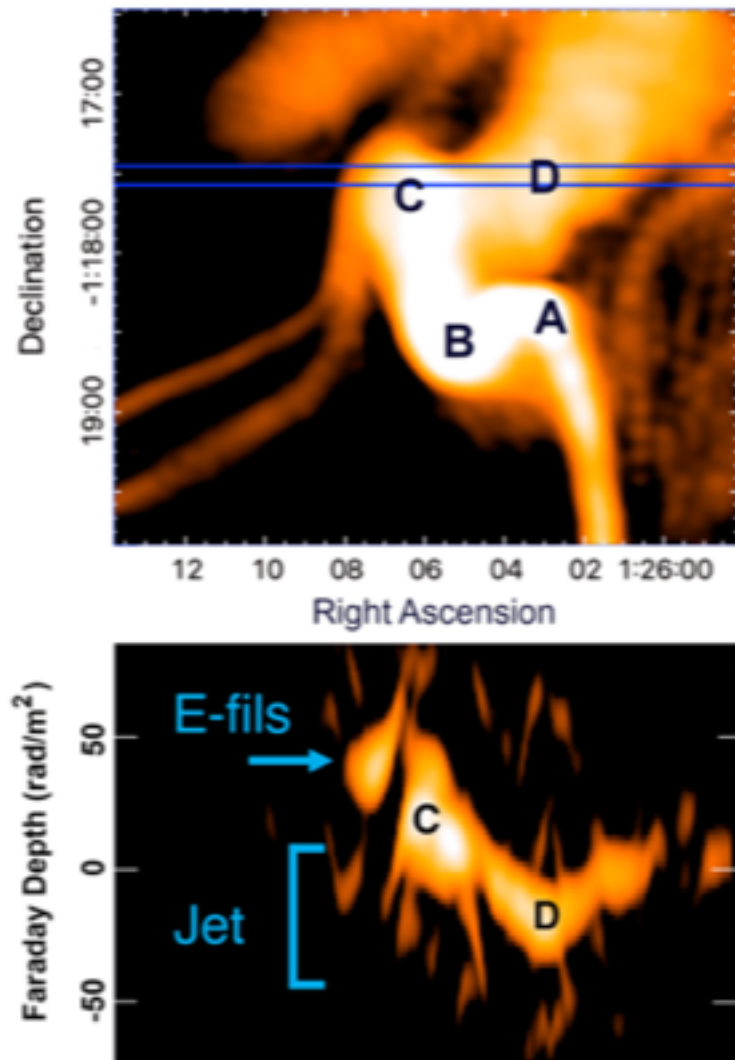 17:00
C
D
-1:18:00
B
A
19:00
Declination
12 10 08 06 04 02 1:26:00
Right Ascension
E-fils
50
C
0
D
Jet
-50
Faraday Depth (rad/m²)